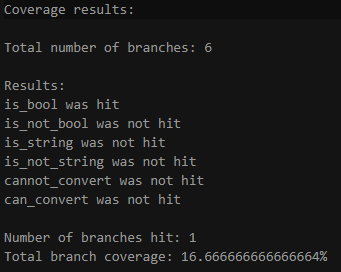 Coverage results:
Total number of branches: 6
Results:
is_bool was hit
is_not_bool was not hit
is_string was not hit
is_not_string was not hit
cannot_convert was not hit
can_convert was not hit
Number of branches hit: 1
Total branch coverage: 16.666666666666664%